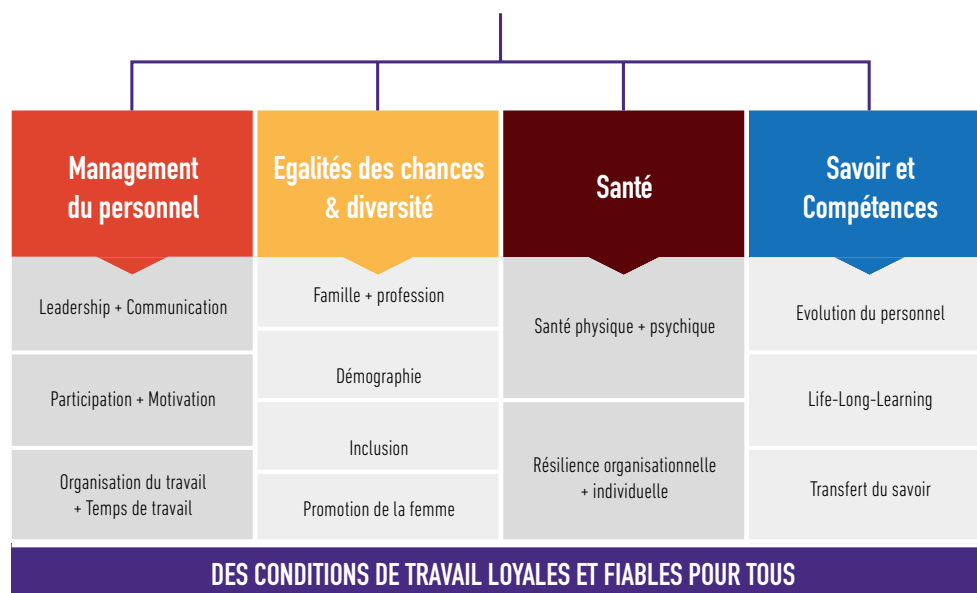 Management
du personnel
Egalités des chances
& diversité
Santé
Savoir et
Compétences
Leadership + Communication
Participation + Motivation
Organisation du travail
+ Temps de travail
Famille + profession
Démographie
Inclusion
Promotion de la femme
Santé physique + psychique
Résilience organisationnelle
+ individuelle
Evolution du personnel
Life-Long-Learning
Transfert du savoir
DES CONDITIONS DE TRAVAIL LOYALES ET FIABLES POUR TOUS